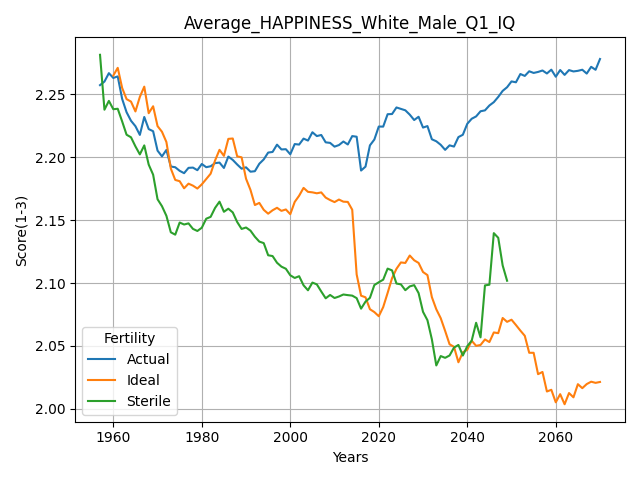 Average_HAPPINESS_White_Male_Q1_IQ
Score(1-3)
2.25
2.20
2.15
2.10
2.05
2.00
Fertility
Actual
Ideal
Sterile
1960 1980 2000 2020 2040 2060
Years